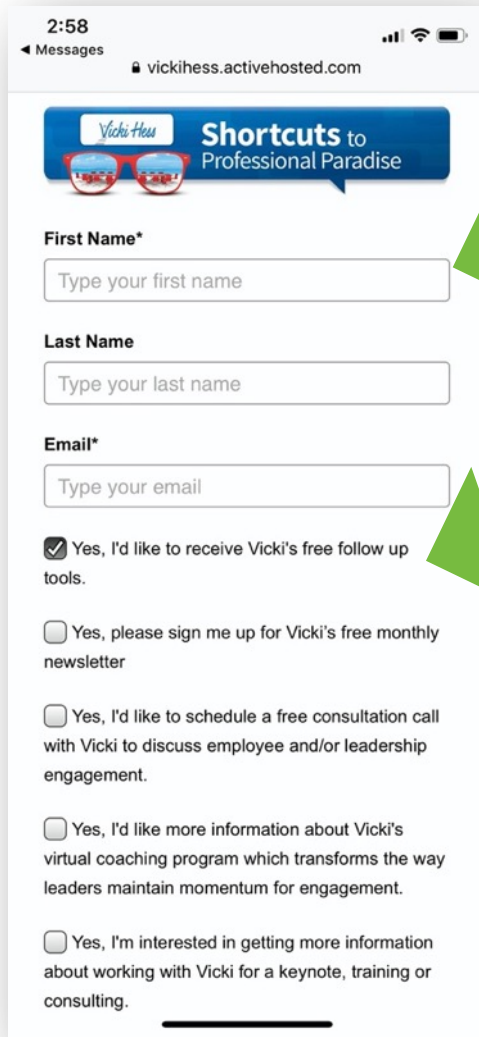 2:58
◀ Messages
vickihess.activehosted.com
Vicki Hess
Shortcuts to
Professional Paradise
First Name*
Type your first name
Last Name
Type your last name
Email*
Type your email
Yes, I'd like to receive Vicki's free follow up
tools.
Yes, please sign me up for Vicki's free monthly
newsletter
Yes, I'd like to schedule a free consultation call
with Vicki to discuss employee and/or leadership
engagement.
Yes, I'd like more information about Vicki's
virtual coaching program which transforms the way
leaders maintain momentum for engagement.
Yes, I'm interested in getting more information
about working with Vicki for a keynote, training or
consulting.